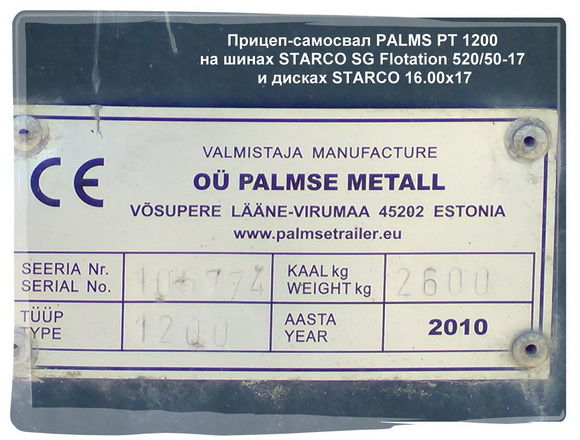 Прицеп-самосвал PALMS PT 1200
на шинах STARCO SG Flotation 520/50-17
и дисках STARCO 16.00x17
CE
VALMISTAJA MANUFACTURE
OÜ PALMSE METALL
VÕSUPERE LÄÄNE-VIRUMAA 45202 ESTONIA
www.palmsetrailer.eu
SEERIA Nr.
SERIAL No.
KAAL kg
WEIGHT kg
2600
TÜÜP
TYPE
1200
AASTA
YEAR
2010